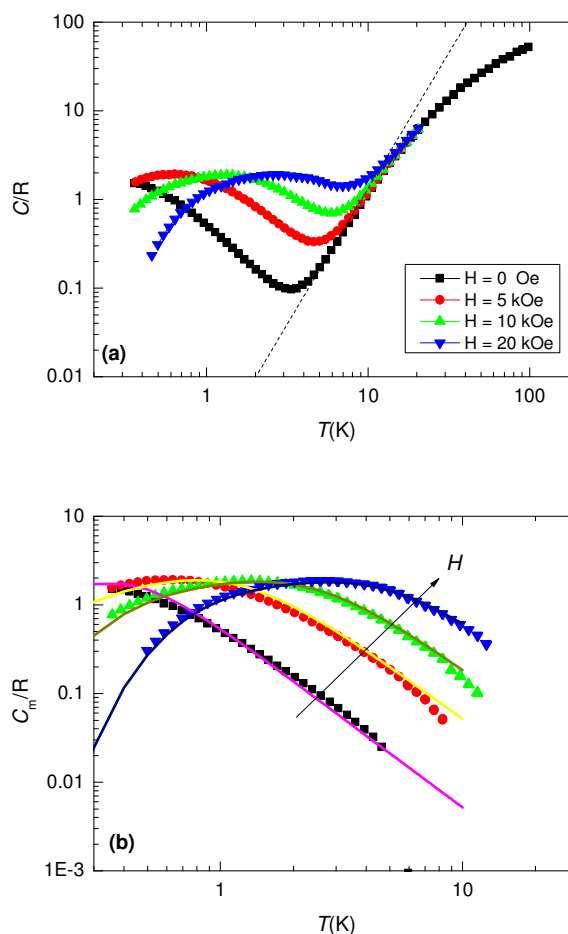 100
10
1
0.1
0.01
C/R
(a)
H = 0 Oe
H = 5 kOe
H = 10 kOe
H = 20 kOe
1 10 100
T(K)
10
1
0.1
0.01
1E-3
Cm/R
H
(b)
1 10
T(K)